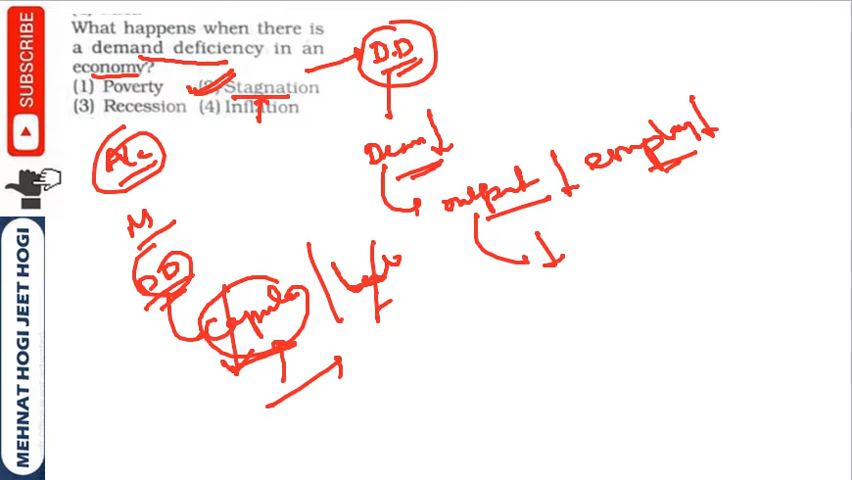 What happens when there is
a demand deficiency in an
economy?
(1) Poverty (2) Stagnation
(3) Recession (4) Inflation
D.D
Dem ↓
output ↓ employ ↓
↓
M
DD
SUBSCRIBE
MEHNAT HOGI JEET HOGI